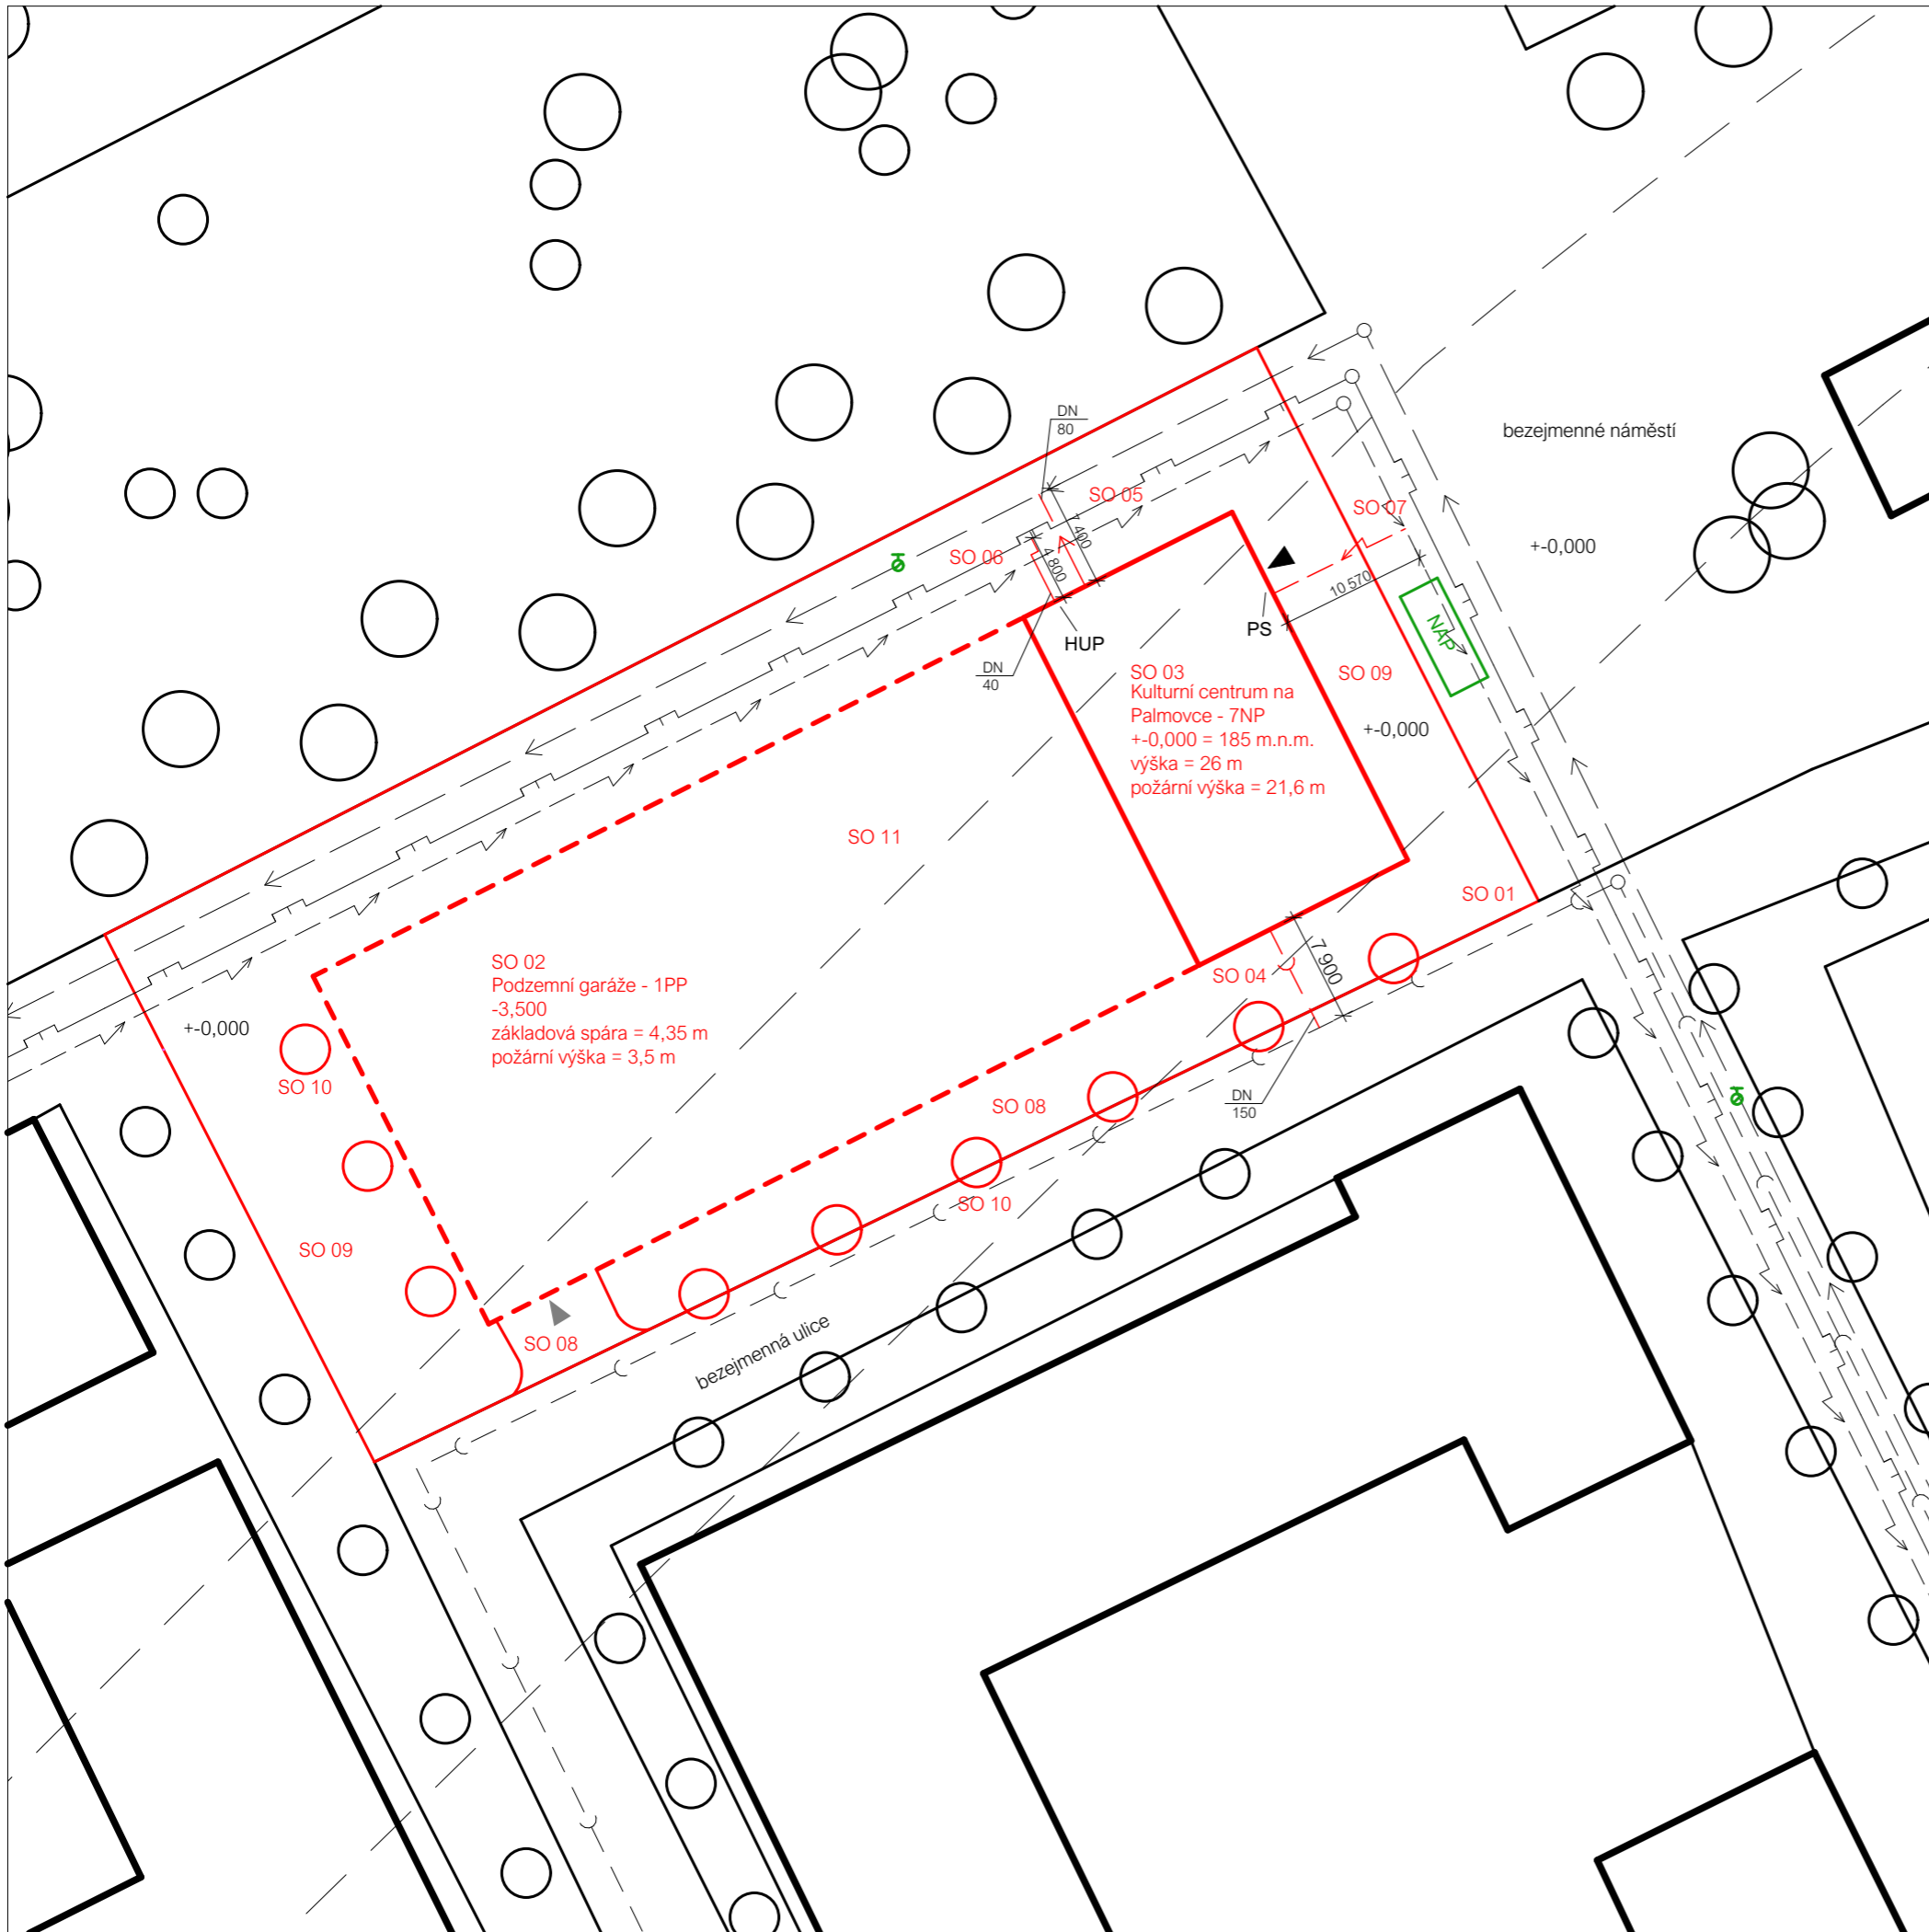 DN
80
bezejmenné náměstí
SO 05
SO 07
+-0,000
SO 06
7 400
4 800
10 570
NAP
HUP
PS
DN
40
SO 03
Kulturní centrum na
Palmovce - 7NP
+-0,000 = 185 m.n.m.
výška = 26 m
požární výška = 21,6 m
SO 09
+-0,000
SO 11
SO 01
SO 02
Podzemní garáže - 1PP
-3,500
základová spára = 4,35 m
požární výška = 3,5 m
SO 04
7 900
+-0,000
SO 10
SO 08
DN
150
SO 10
SO 09
SO 08
bezejmenná ulice